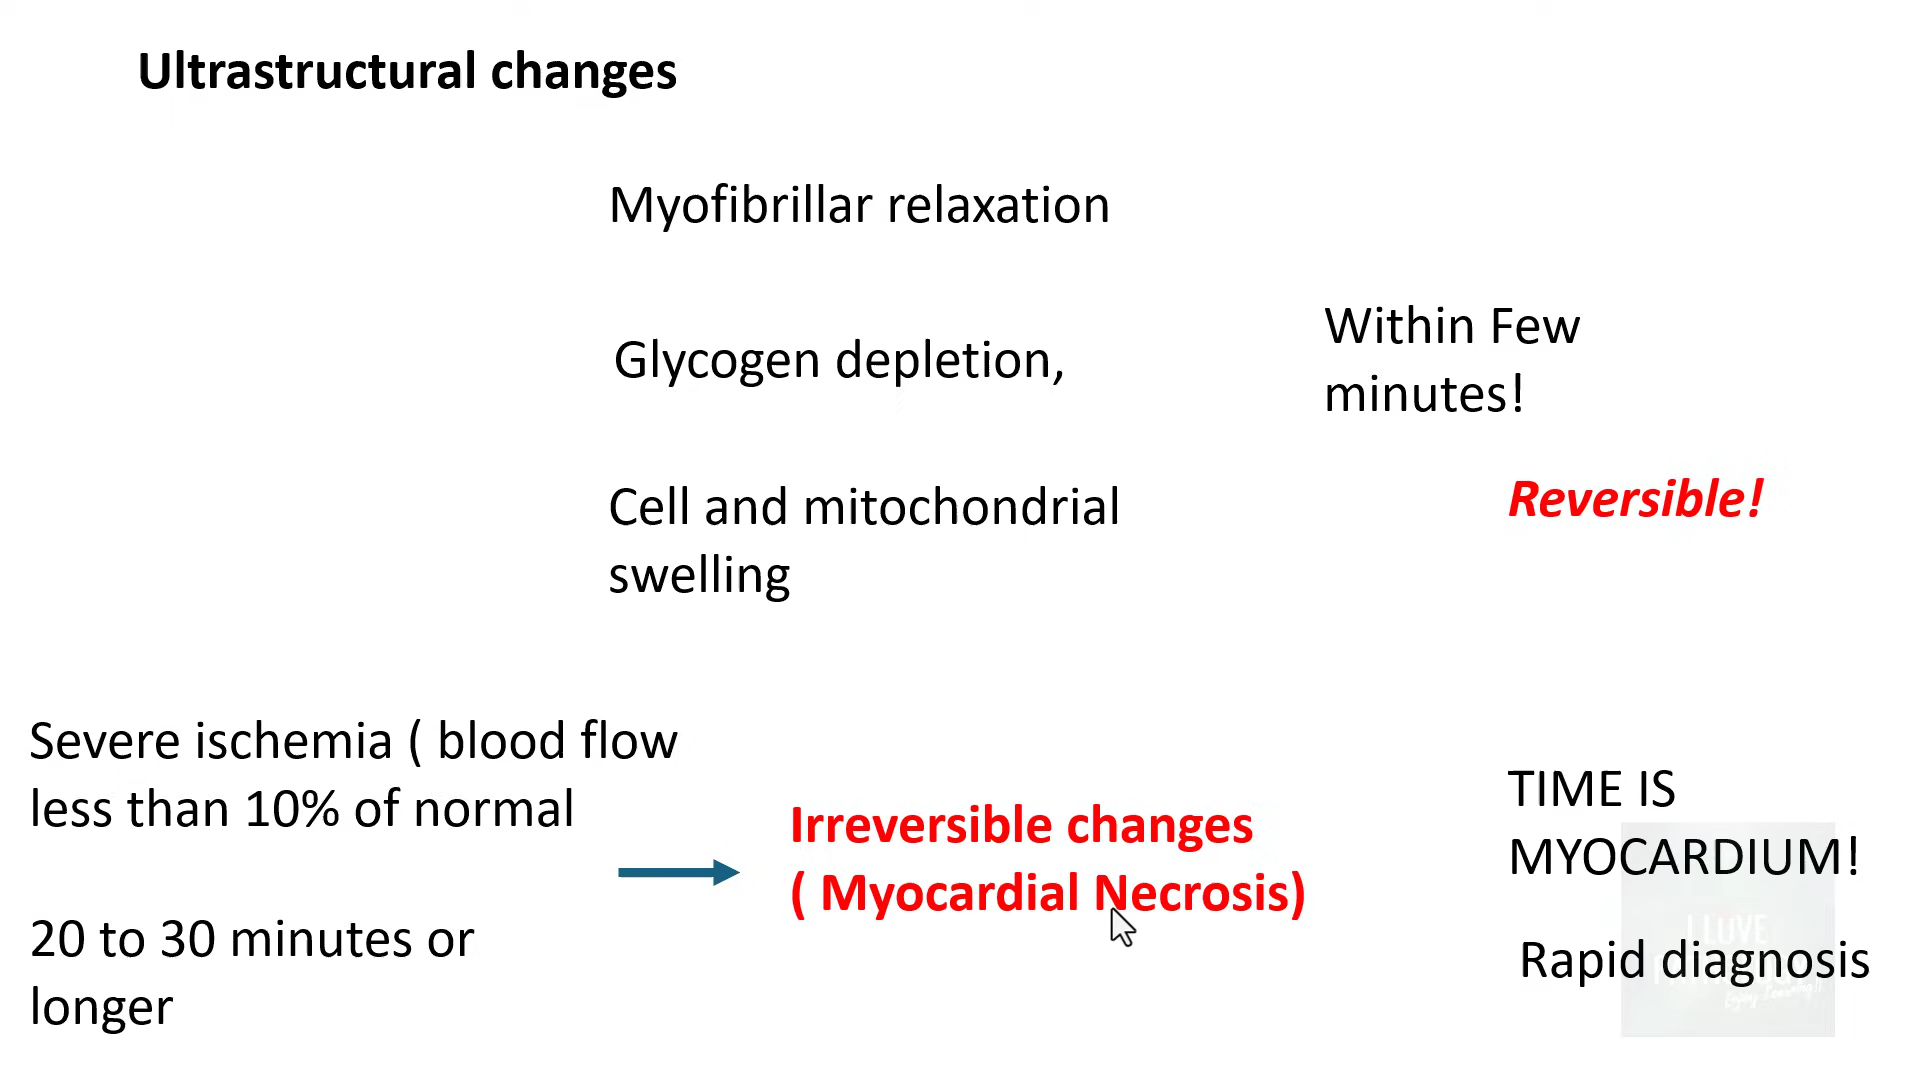 Ultrastructural changes
Myofibrillar relaxation
Glycogen depletion,
Within Few
minutes!
Cell and mitochondrial
swelling
Reversible!
Severe ischemia ( blood flow
less than 10% of normal
20 to 30 minutes or
longer
Irreversible changes
( Myocardial Necrosis)
TIME IS
MYOCARDIUM!
Rapid diagnosis
I LOVE